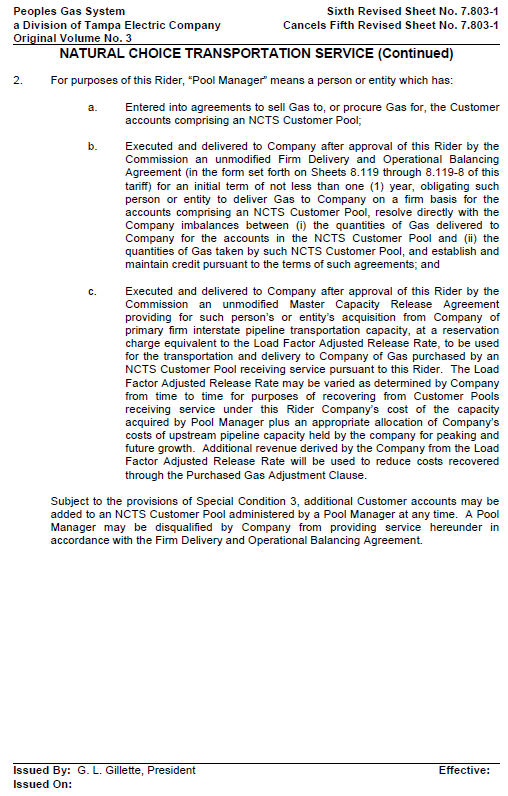 Peoples Gas System Sixth Revised Sheet No. 7.803-1
a Division of Tampa Electric Company Cancels Fifth Revised Sheet No. 7.803-1
Original Volume No. 3
NATURAL CHOICE TRANSPORTATION SERVICE (Continued)
2. For purposes of this Rider, “Pool Manager” means a person or entity which has:
a. Entered into agreements to sell Gas to, or procure Gas for, the Customer
accounts comprising an NCTS Customer Pool;
b. Executed and delivered to Company after approval of this Rider by the
Commission an unmodified Firm Delivery and Operational Balancing
Agreement (in the form set forth on Sheets 8.119 through 8.119-8 of this
tariff) for an initial term of not less than one (1) year, obligating such
person or entity to deliver Gas to Company on a firm basis for the
accounts comprising an NCTS Customer Pool, resolve directly with the
Company imbalances between (i) the quantities of Gas delivered to
Company for the accounts in the NCTS Customer Pool and (ii) the
quantities of Gas taken by such NCTS Customer Pool, and establish and
maintain credit pursuant to the terms of such agreements; and
c. Executed and delivered to Company after approval of this Rider by the
Commission an unmodified Master Capacity Release Agreement
providing for such person’s or entity’s acquisition from Company of
primary firm interstate pipeline transportation capacity, at a reservation
charge equivalent to the Load Factor Adjusted Release Rate, to be used
for the transportation and delivery to Company of Gas purchased by an
NCTS Customer Pool receiving service pursuant to this Rider. The Load
Factor Adjusted Release Rate may be varied as determined by Company
from time to time for purposes of recovering from Customer Pools
receiving service under this Rider Company’s cost of the capacity
acquired by Pool Manager plus an appropriate allocation of Company’s
costs of upstream pipeline capacity held by the company for peaking and
future growth. Additional revenue derived by the Company from the Load
Factor Adjusted Release Rate will be used to reduce costs recovered
through the Purchased Gas Adjustment Clause.
Subject to the provisions of Special Condition 3, additional Customer accounts may be
added to an NCTS Customer Pool administered by a Pool Manager at any time. A Pool
Manager may be disqualified by Company from providing service hereunder in
accordance with the Firm Delivery and Operational Balancing Agreement.
Issued By: G. L. Gillette, President Effective:
Issued On: